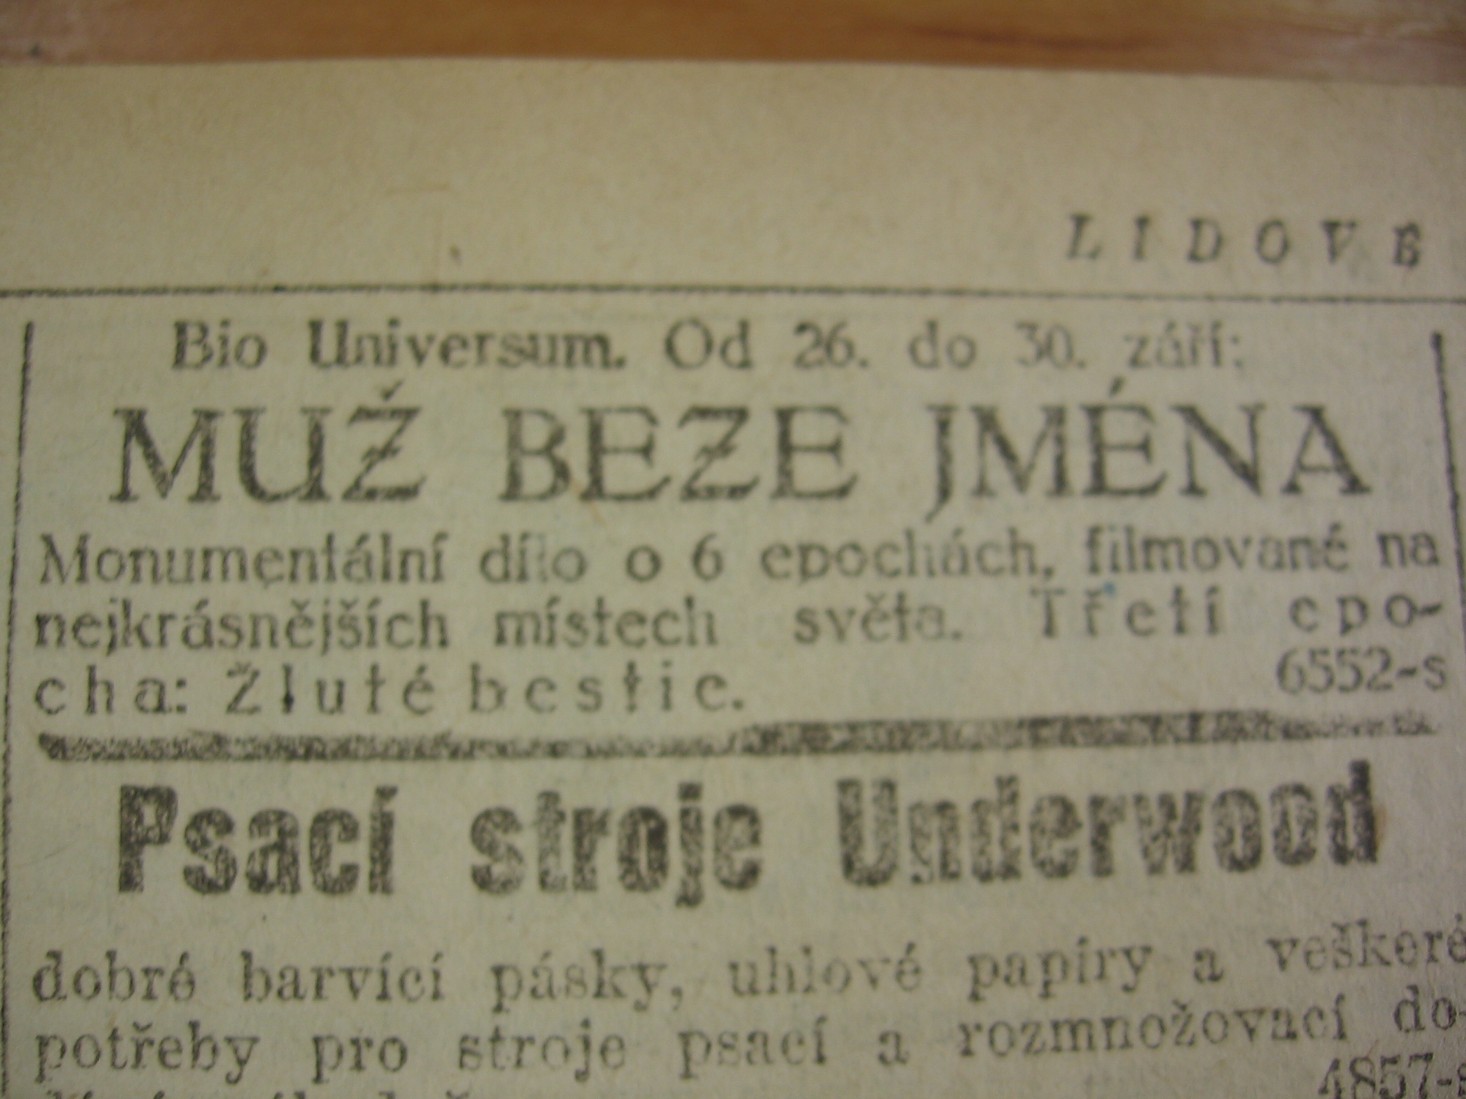 LIDOVÉ
Bio Universum. Od 26. do 30. září:
MUŽ BEZE JMÉNA
Monumentální dílo o 6 epochách, filmované na
nejkrásnějších místech světa. Třetí epo-
cha: Žluté bestie. 6552-s
Psací stroje Underwood
dobré barvící pásky, uhlové papíry a veškeré
potřeby pro stroje psací a rozmnožovací do-
4857-s